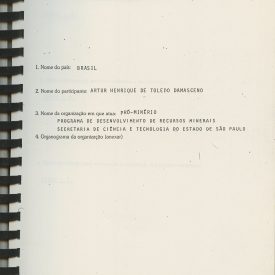 1. Nome do país: BRASIL
2. Nome do participante: ARTHUR HENRIQUE DE TOLEDO DAMASCENO
3. Nome da organização em que atua: PRÓ-MINÉRIO
PROGRAMA DE DESENVOLVIMENTO DE RECURSOS MINERAIS
SECRETARIA DE CIÊNCIA E TECNOLOGIA DO ESTADO DE SÃO PAULO
4. Organograma da organização (anexar)